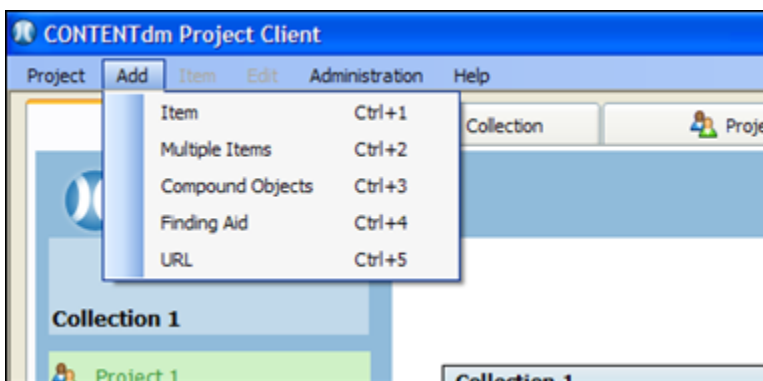 CONTENTdm Project Client
Project Add Item Edit Administration Help
Item Ctrl+1
Multiple Items Ctrl+2
Compound Objects Ctrl+3
Finding Aid Ctrl+4
URL Ctrl+5
Collection
Proje
Collection 1
Project 1
Collection 1